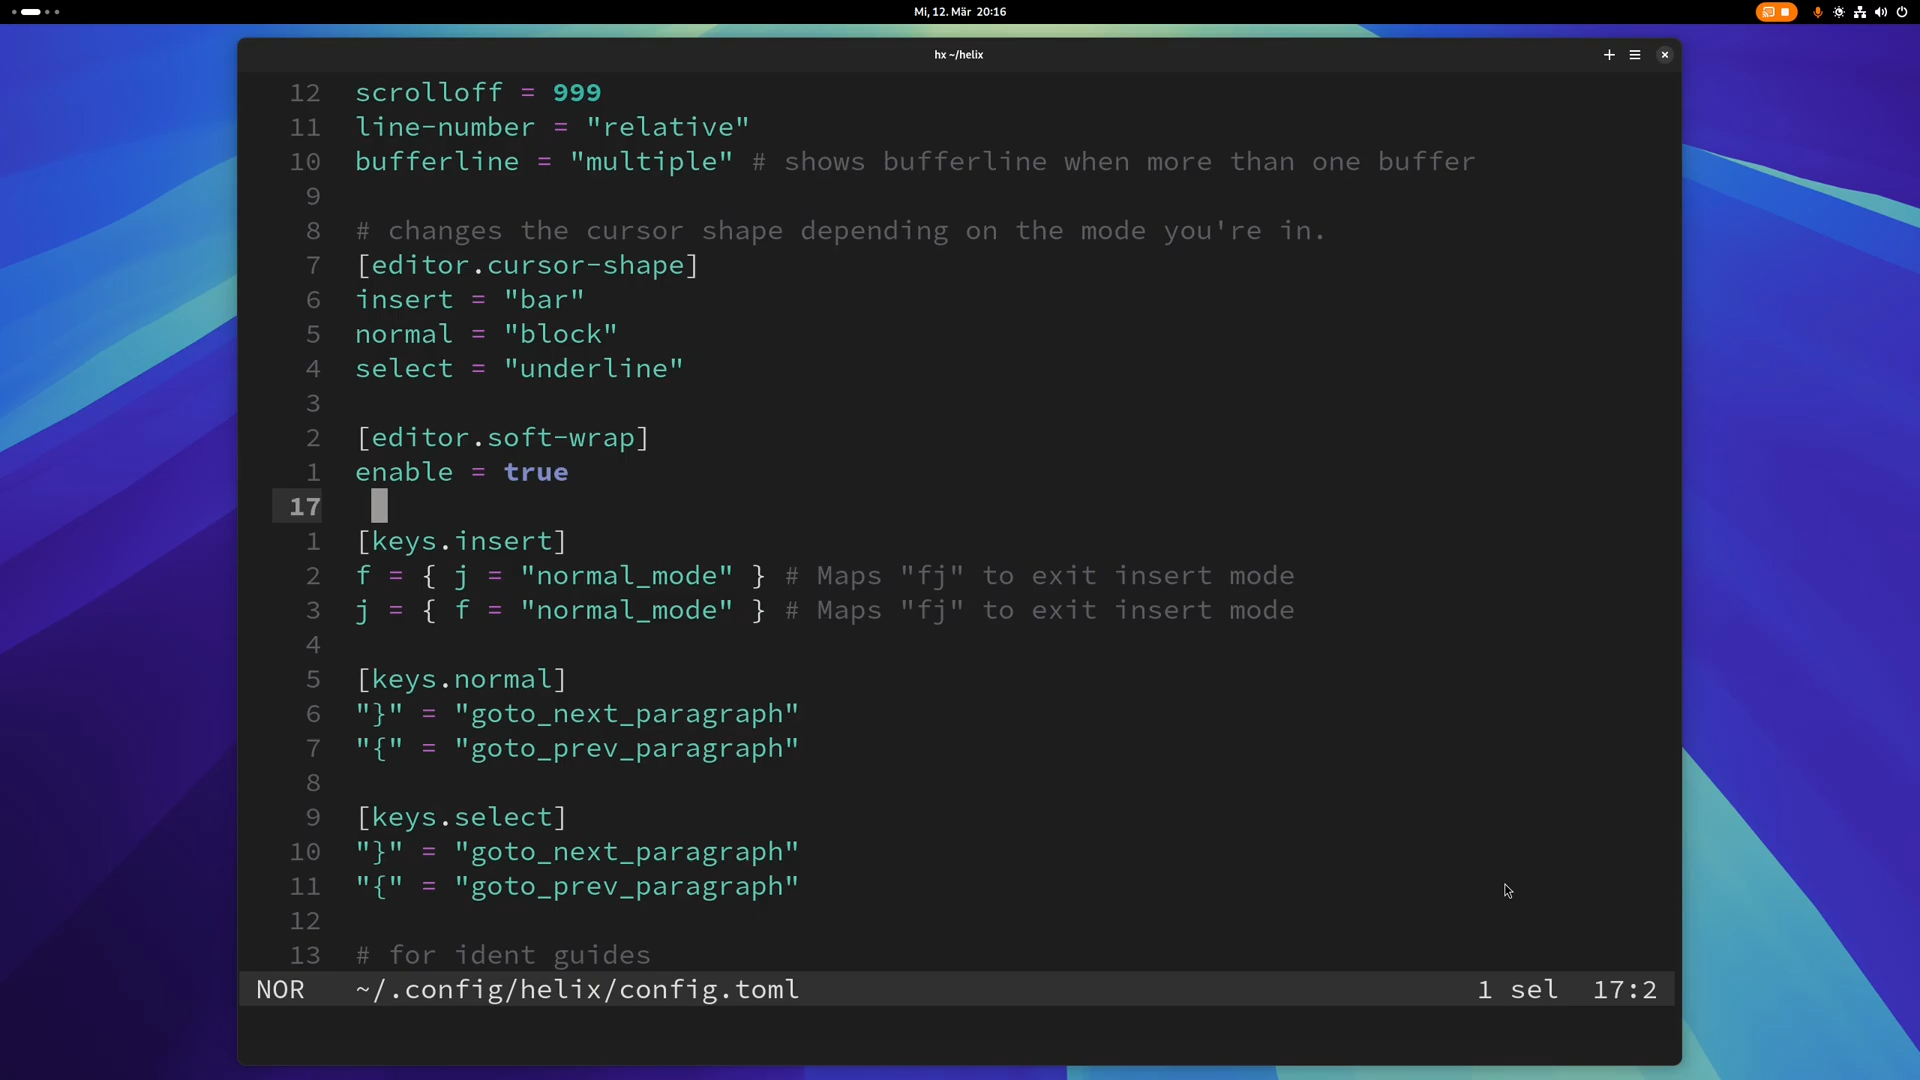 Mi, 12. Mär 20:16
hx ~/helix
12 scrolloff = 999
11 line-number = "relative"
10 bufferline = "multiple" # shows bufferline when more than one buffer
9
8 # changes the cursor shape depending on the mode you're in.
7 [editor.cursor-shape]
6 insert = "bar"
5 normal = "block"
4 select = "underline"
3
2 [editor.soft-wrap]
1 enable = true
17
1 [keys.insert]
2 f = { j = "normal_mode" } # Maps "fj" to exit insert mode
3 j = { f = "normal_mode" } # Maps "fj" to exit insert mode
4
5 [keys.normal]
6 "}" = "goto_next_paragraph"
7 "{" = "goto_prev_paragraph"
8
9 [keys.select]
10 "}" = "goto_next_paragraph"
11 "{" = "goto_prev_paragraph"
12
13 # for ident guides
NOR ~/.config/helix/config.toml 1 sel 17:2